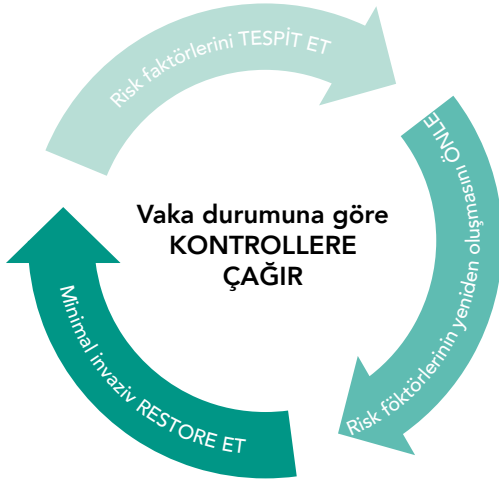 Risk faktörlerini TESPİT ET
Risk föktörlerinin yeniden oluşmasını ÖNLE
Vaka durumuna göre
KONTROLLERE
ÇAĞIR
Minimal invaziv RESTORE ET